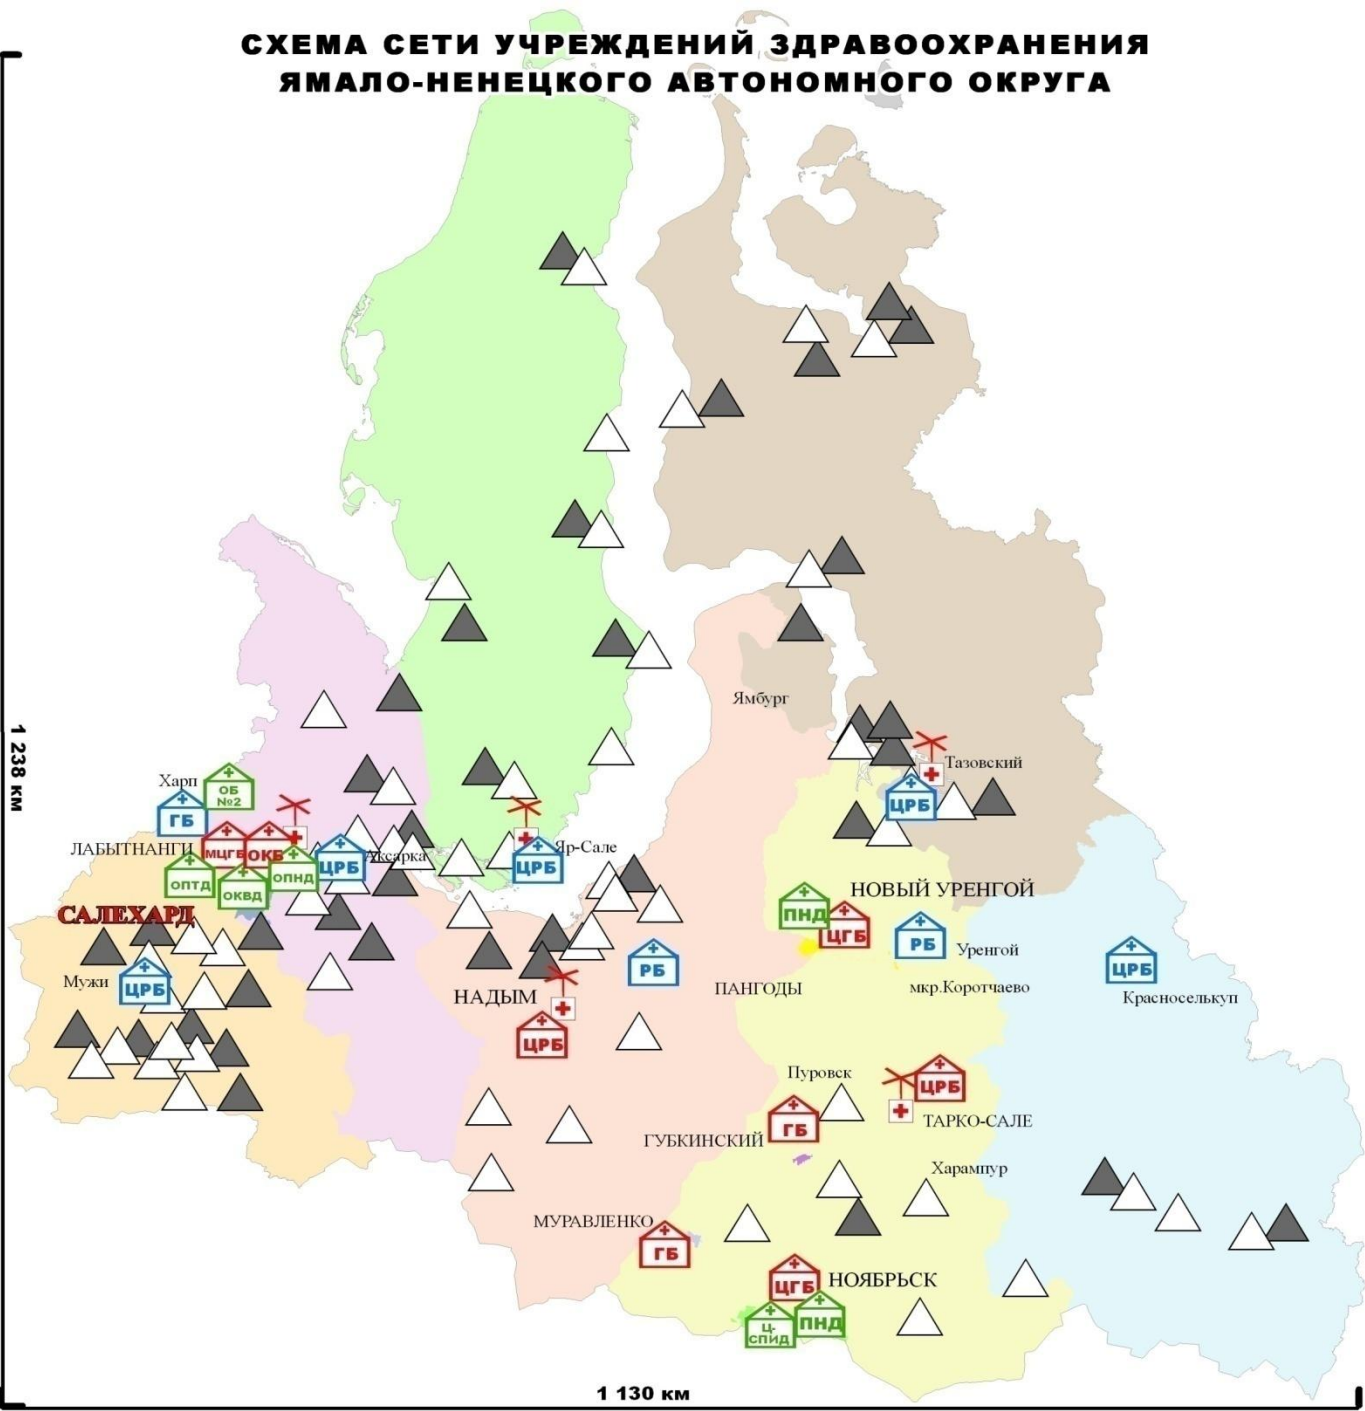 СХЕМА СЕТИ УЧРЕЖДЕНИЙ ЗДРАВООХРАНЕНИЯ
ЯМАЛО-НЕНЕЦКОГО АВТОНОМНОГО ОКРУГА
1 238 км
Ямбург
Тазовский
ЦРБ
Харп
ОБ
№2
ГБ
ЛАБЫТНАНГИ
МЦГБ
ОКБ
ЦРБ
Аксарка
ЦРБ
Яр-Сале
ОПТД
ОКВД
ОПНД
САЛЕХАРД
НОВЫЙ УРЕНГОЙ
ПНД
ЦГБ
РБ
Уренгой
РБ
ЦРБ
Мужи
ЦРБ
НАДЫМ
ПАНГОДЫ
мкр.Коротчаево
Красноселькуп
ЦРБ
Пуровск
ЦРБ
ГБ
ТАРКО-САЛЕ
ГУБКИНСКИЙ
Харампур
МУРАВЛЕНКО
ГБ
ЦГБ
НОЯБРЬСК
Ц-
СПИД
ПНД
1 130 км